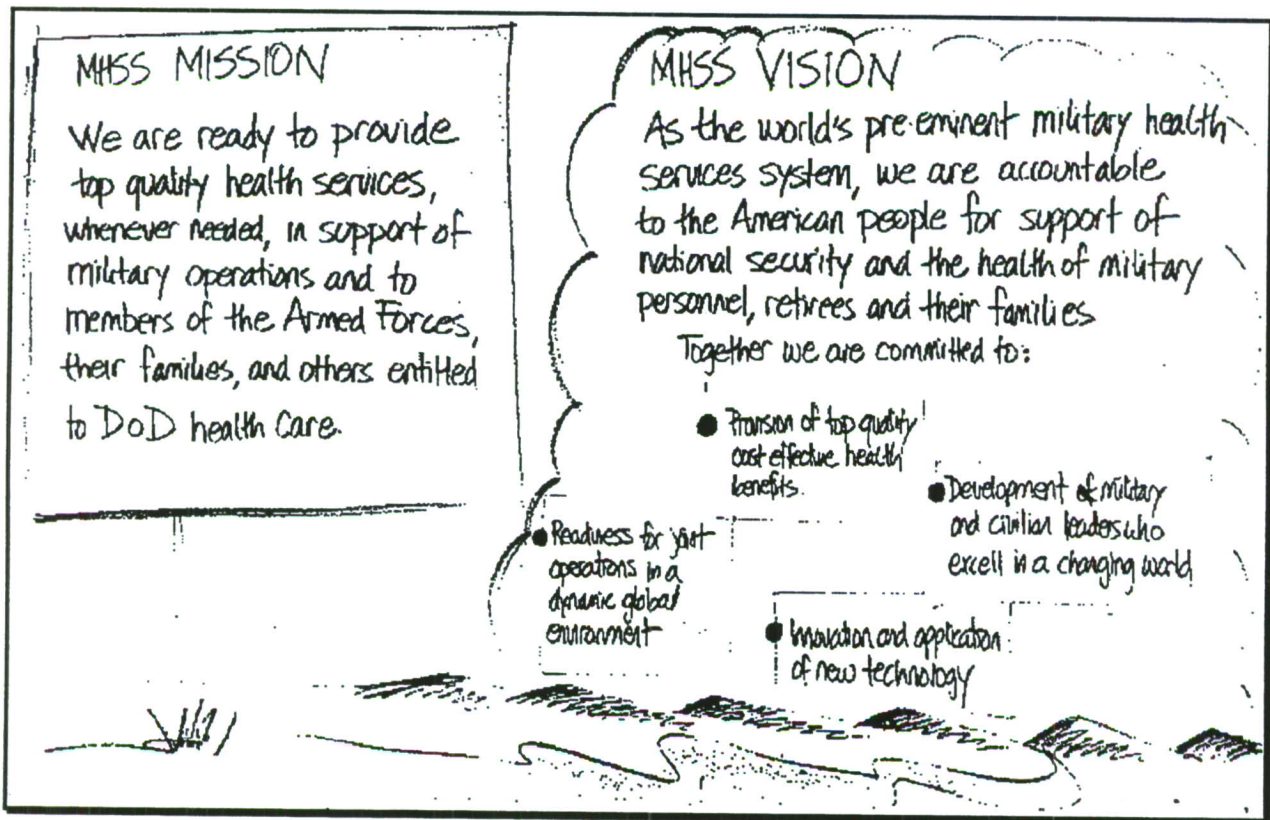 MHSS MISSION
We are ready to provide
top quality health services,
whenever needed, in support of
military operations and to
members of the Armed Forces,
their families, and others entitled
to DoD health care.
MHSS VISION
As the world's pre-eminent military health
services system, we are accountable
to the American people for support of
national security and the health of military
personnel, retirees and their families
Together we are committed to:
● Provision of top quality
cost effective health
benefits.
● Development of military
and civilian leaders who
excell in a changing world
● Readiness for joint
operations in a
dynamic global
environment
● Innovation and application
of new technology